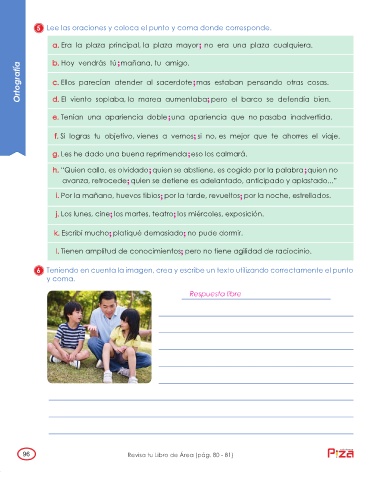 Ortografía
5 Lee las oraciones y coloca el punto y coma donde corresponde.
a. Era la plaza principal, la plaza mayor; no era una plaza cualquiera.
b. Hoy vendrás tú; mañana, tu amigo.
c. Ellos parecían atender al sacerdote; mas estaban pensando otras cosas.
d. El viento soplaba, la marea aumentaba; pero el barco se defendía bien.
e. Tenían una apariencia doble; una apariencia que no pasaba inadvertida.
f. Si logras tu objetivo, vienes a vernos; si no, es mejor que te ahorres el viaje.
g. Les he dado una buena reprimenda; eso los calmará.
h. “Quien calla, es olvidado; quien se abstiene, es cogido por la palabra; quien no
avanza, retrocede; quien se detiene es adelantado, anticipado y aplastado...”
i. Por la mañana, huevos tibios; por la tarde, revueltos; por la noche, estrellados.
j. Los lunes, cine; los martes, teatro; los miércoles, exposición.
k. Escribí mucho; platiqué demasiado; no pude dormir.
l. Tienen amplitud de conocimientos; pero no tiene agilidad de raciocinio.
6 Teniendo en cuenta la imagen, crea y escribe un texto utilizando correctamente el punto
y coma.
Respuesta libre
96
Revisa tu Libro de Área (pág. 80 - 81)
Piza